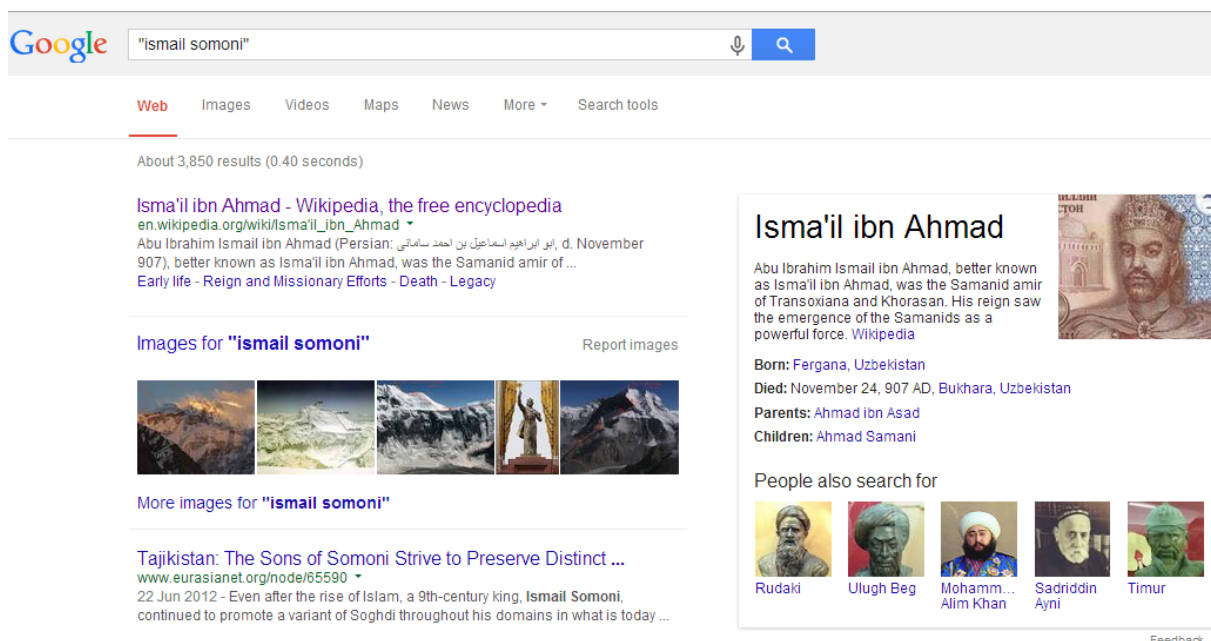 Google
"ismail somoni"
Web Images Videos Maps News More Search tools
About 3,850 results (0.40 seconds)
Isma'il ibn Ahmad - Wikipedia, the free encyclopedia
en.wikipedia.org/wiki/Isma'il_ibn_Ahmad
Abu Ibrahim Ismail ibn Ahmad (Persian: ابو ابراهیم اسماعیل بن احمد سامانی, d. November
907), better known as Isma'il ibn Ahmad, was the Samanid amir of ...
Early life - Reign and Missionary Efforts - Death - Legacy
Images for "ismail somoni"
Report images
More images for "ismail somoni"
Tajikistan: The Sons of Somoni Strive to Preserve Distinct ...
www.eurasianet.org/node/65590
22 Jun 2012 - Even after the rise of Islam, a 9th-century king, Ismail Somoni,
continued to promote a variant of Soghdi throughout his domains in what is today ...
Isma'il ibn Ahmad
Abu Ibrahim Ismail ibn Ahmad, better known
as Isma'il ibn Ahmad, was the Samanid amir
of Transoxiana and Khorasan. His reign saw
the emergence of the Samanids as a
powerful force. Wikipedia
Born: Fergana, Uzbekistan
Died: November 24, 907 AD, Bukhara, Uzbekistan
Parents: Ahmad ibn Asad
Children: Ahmad Samani
People also search for
Rudaki
Ulugh Beg
Mohamm...
Alim Khan
Sadriddin
Ayni
Timur
Feedback